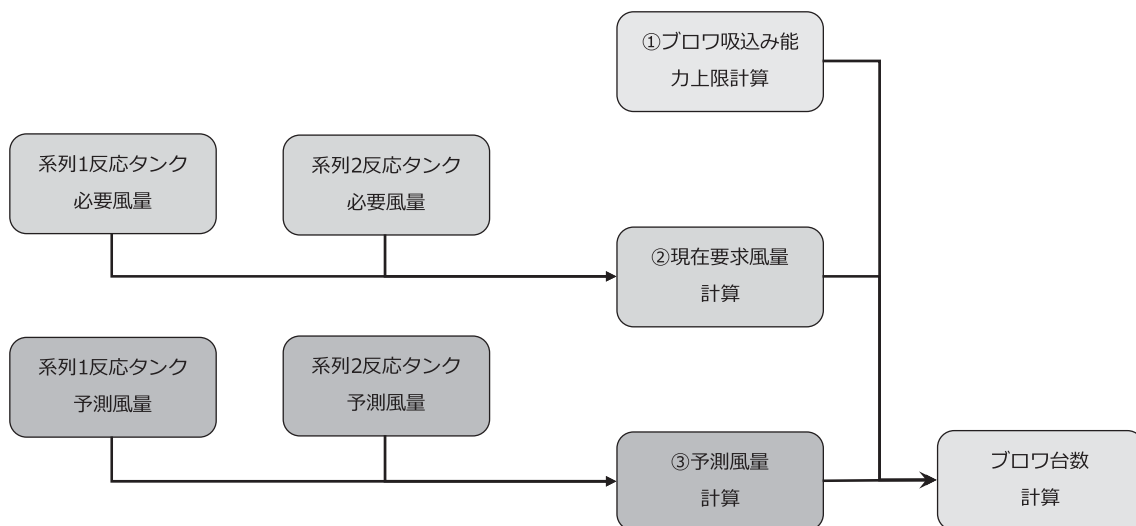 ①ブロワ吸込み能
力上限計算
系列1反応タンク
必要風量
系列2反応タンク
必要風量
②現在要求風量
計算
系列1反応タンク
予測風量
系列2反応タンク
予測風量
③予測風量
計算
ブロワ台数
計算